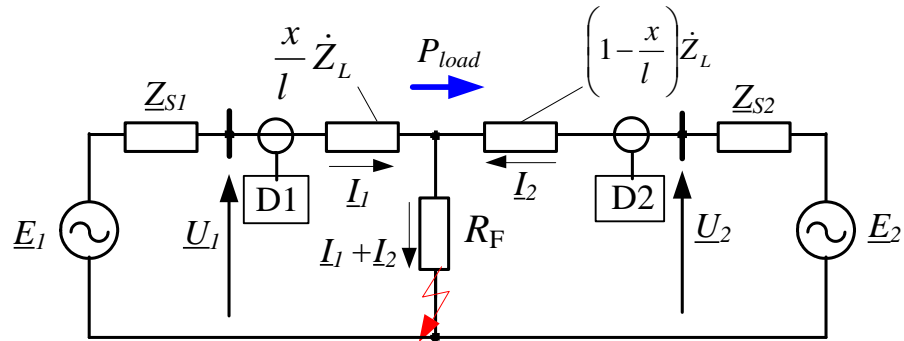 x/l Ż_L
P_load
(1 − x/l) Ż_L
Z_S1
Z_S2
D1
I_1
I_2
D2
E_1
U_1
I_1 + I_2
R_F
U_2
E_2